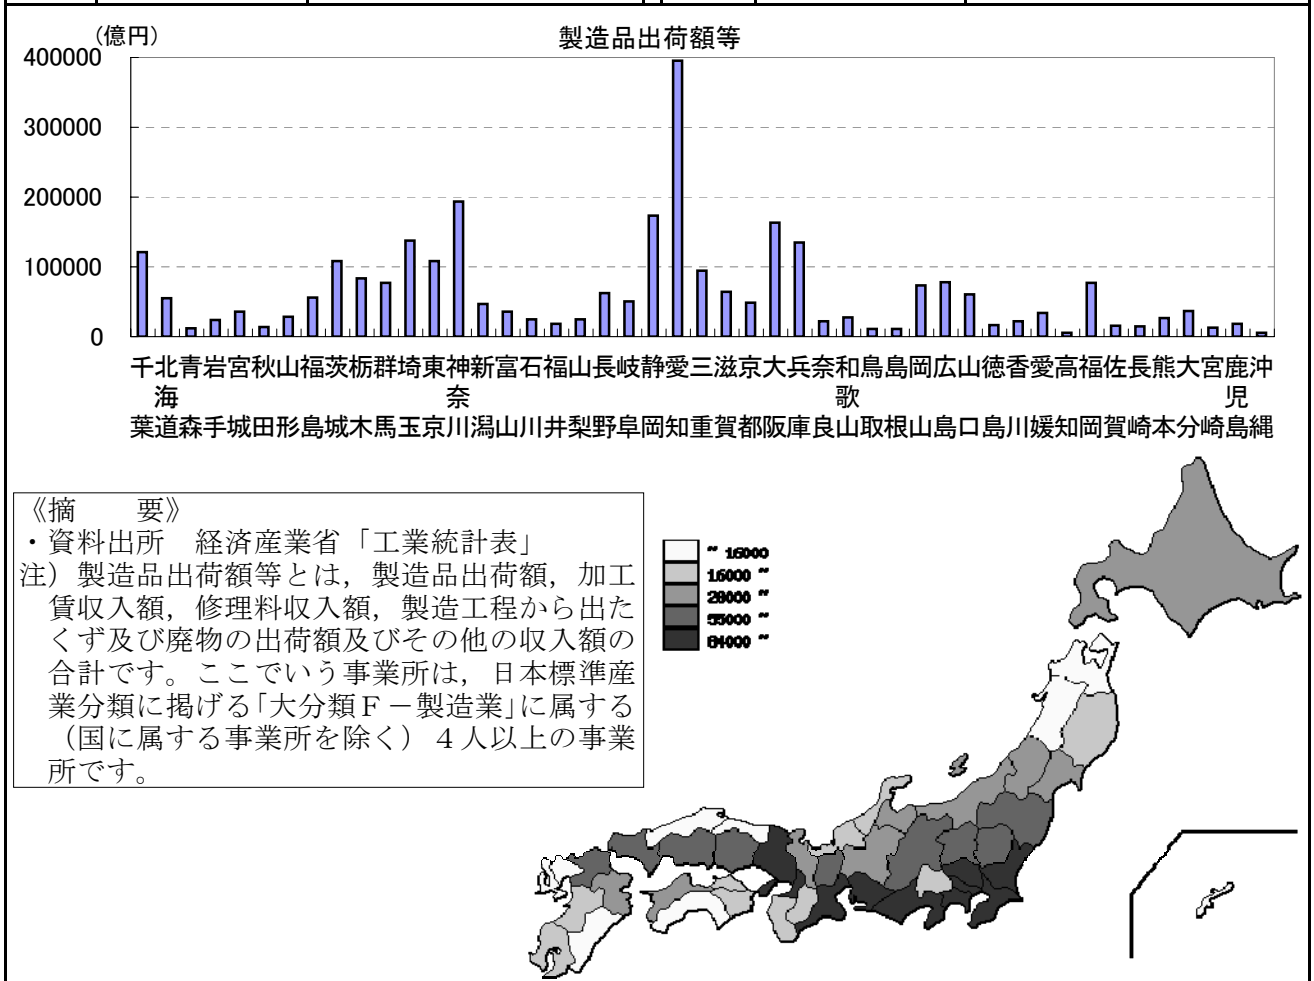 （億円）
製造品出荷額等
400000
300000
200000
100000
0
千葉 北海道 青森 岩手 宮城 秋田 山形 福島 茨城 栃木 群馬 埼玉 東京 神奈川 新潟 富山 石川 福井 山梨 長野 岐阜 静岡 愛知 三重 滋賀 京都 大阪 兵庫 奈良 和歌山 鳥取 島根 岡山 広島 山口 徳島 香川 愛媛 高知 福岡 佐賀 長崎 熊本 大分 宮崎 鹿児島 沖縄
《摘　　要》
・資料出所　経済産業省「工業統計表」
注）製造品出荷額等とは，製造品出荷額，加工
賃収入額，修理料収入額，製造工程から出た
くず及び廃物の出荷額及びその他の収入額の
合計です。ここでいう事業所は，日本標準産
業分類に掲げる｢大分類Ｆ－製造業｣に属する
（国に属する事業所を除く）４人以上の事業
所です。
~ 16000
16000 ~
28000 ~
55000 ~
84000 ~